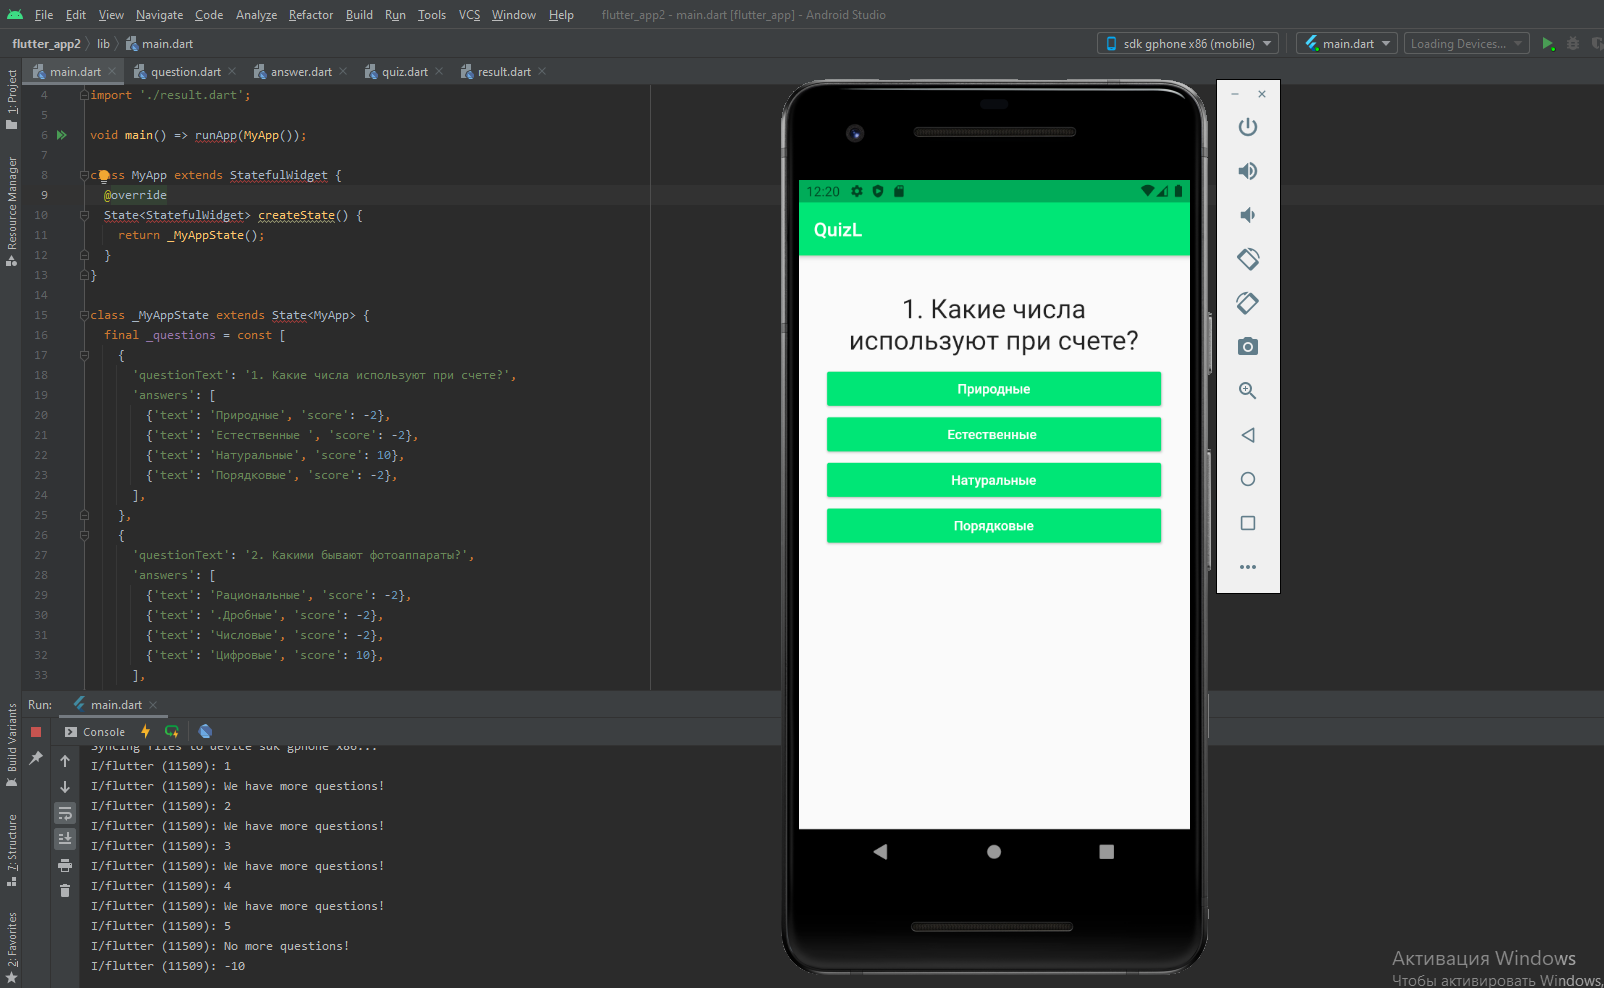 File Edit View Navigate Code Analyze Refactor Build Run Tools VCS Window Help flutter_app2 - main.dart [flutter_app] - Android Studio
flutter_app2 lib main.dart sdk gphone x86 (mobile) main.dart Loading Devices...
main.dart question.dart answer.dart quiz.dart result.dart
1: Project
Resource Manager
Build Variants
7: Structure
2: Favorites
4 import './result.dart';
5
6 void main() => runApp(MyApp());
7
8 class MyApp extends StatefulWidget {
9 @override
10 State<StatefulWidget> createState() {
11 return _MyAppState();
12 }
13 }
14
15 class _MyAppState extends State<MyApp> {
16 final _questions = const [
17 {
18 'questionText': '1. Какие числа используют при счете?',
19 'answers': [
20 {'text': 'Природные', 'score': -2},
21 {'text': 'Естественные ', 'score': -2},
22 {'text': 'Натуральные', 'score': 10},
23 {'text': 'Порядковые', 'score': -2},
24 ],
25 },
26 {
27 'questionText': '2. Какими бывают фотоаппараты?',
28 'answers': [
29 {'text': 'Рациональные', 'score': -2},
30 {'text': '.Дробные', 'score': -2},
31 {'text': 'Числовые', 'score': -2},
32 {'text': 'Цифровые', 'score': 10},
33 ],
12:20
QuizL
1. Какие числа
используют при счете?
Природные
Естественные
Натуральные
Порядковые
Run: main.dart
Console
Syncing files to device sdk gphone x86...
I/flutter (11509): 1
I/flutter (11509): We have more questions!
I/flutter (11509): 2
I/flutter (11509): We have more questions!
I/flutter (11509): 3
I/flutter (11509): We have more questions!
I/flutter (11509): 4
I/flutter (11509): We have more questions!
I/flutter (11509): 5
I/flutter (11509): No more questions!
I/flutter (11509): -10
Активация Windows
Чтобы активировать Windows,